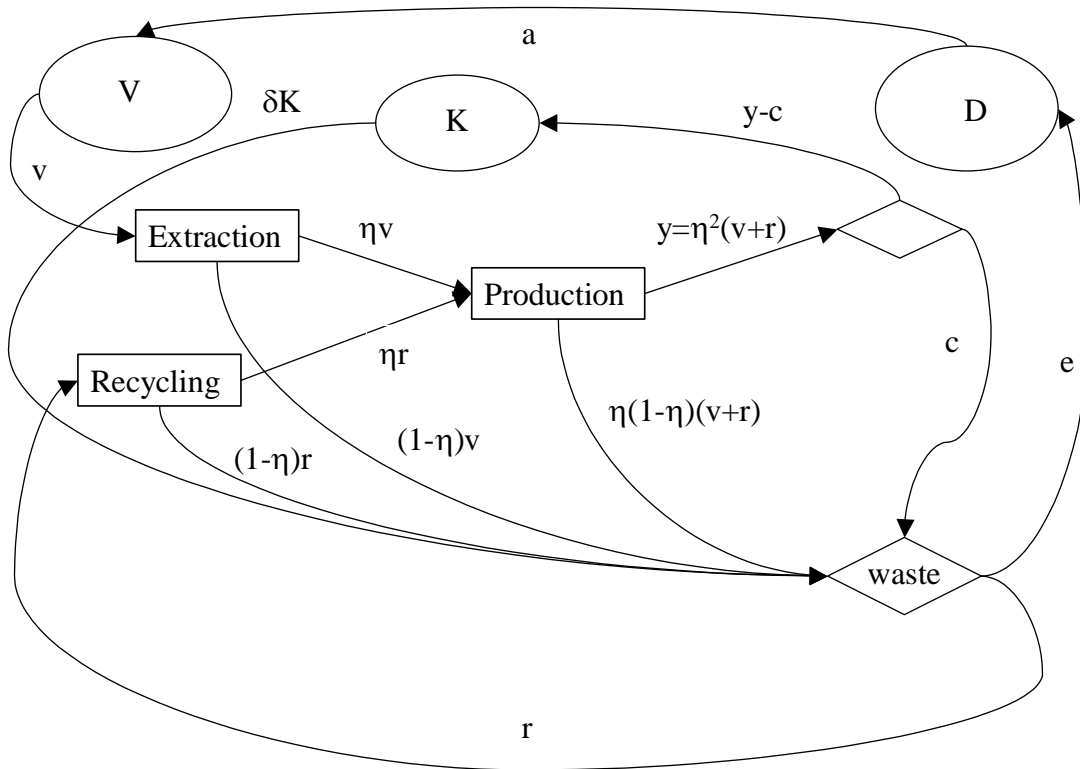 a
V
δK
K
y-c
D
v
Extraction
ηv
y=η²(v+r)
Production
c
e
ηr
Recycling
η(1-η)(v+r)
(1-η)v
(1-η)r
waste
r